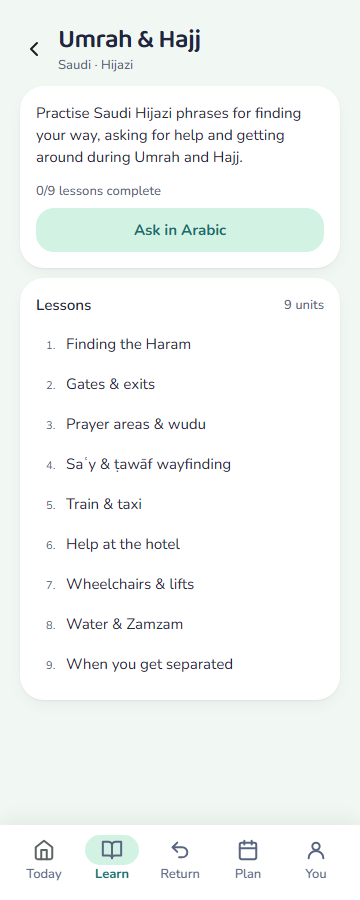 Umrah & Hajj
Saudi · Hijazi
Practise Saudi Hijazi phrases for finding
your way, asking for help and getting
around during Umrah and Hajj.
0/9 lessons complete
Ask in Arabic
Lessons 9 units
1. Finding the Haram
2. Gates & exits
3. Prayer areas & wudu
4. Saʿy & ṭawāf wayfinding
5. Train & taxi
6. Help at the hotel
7. Wheelchairs & lifts
8. Water & Zamzam
9. When you get separated
Today Learn Return Plan You